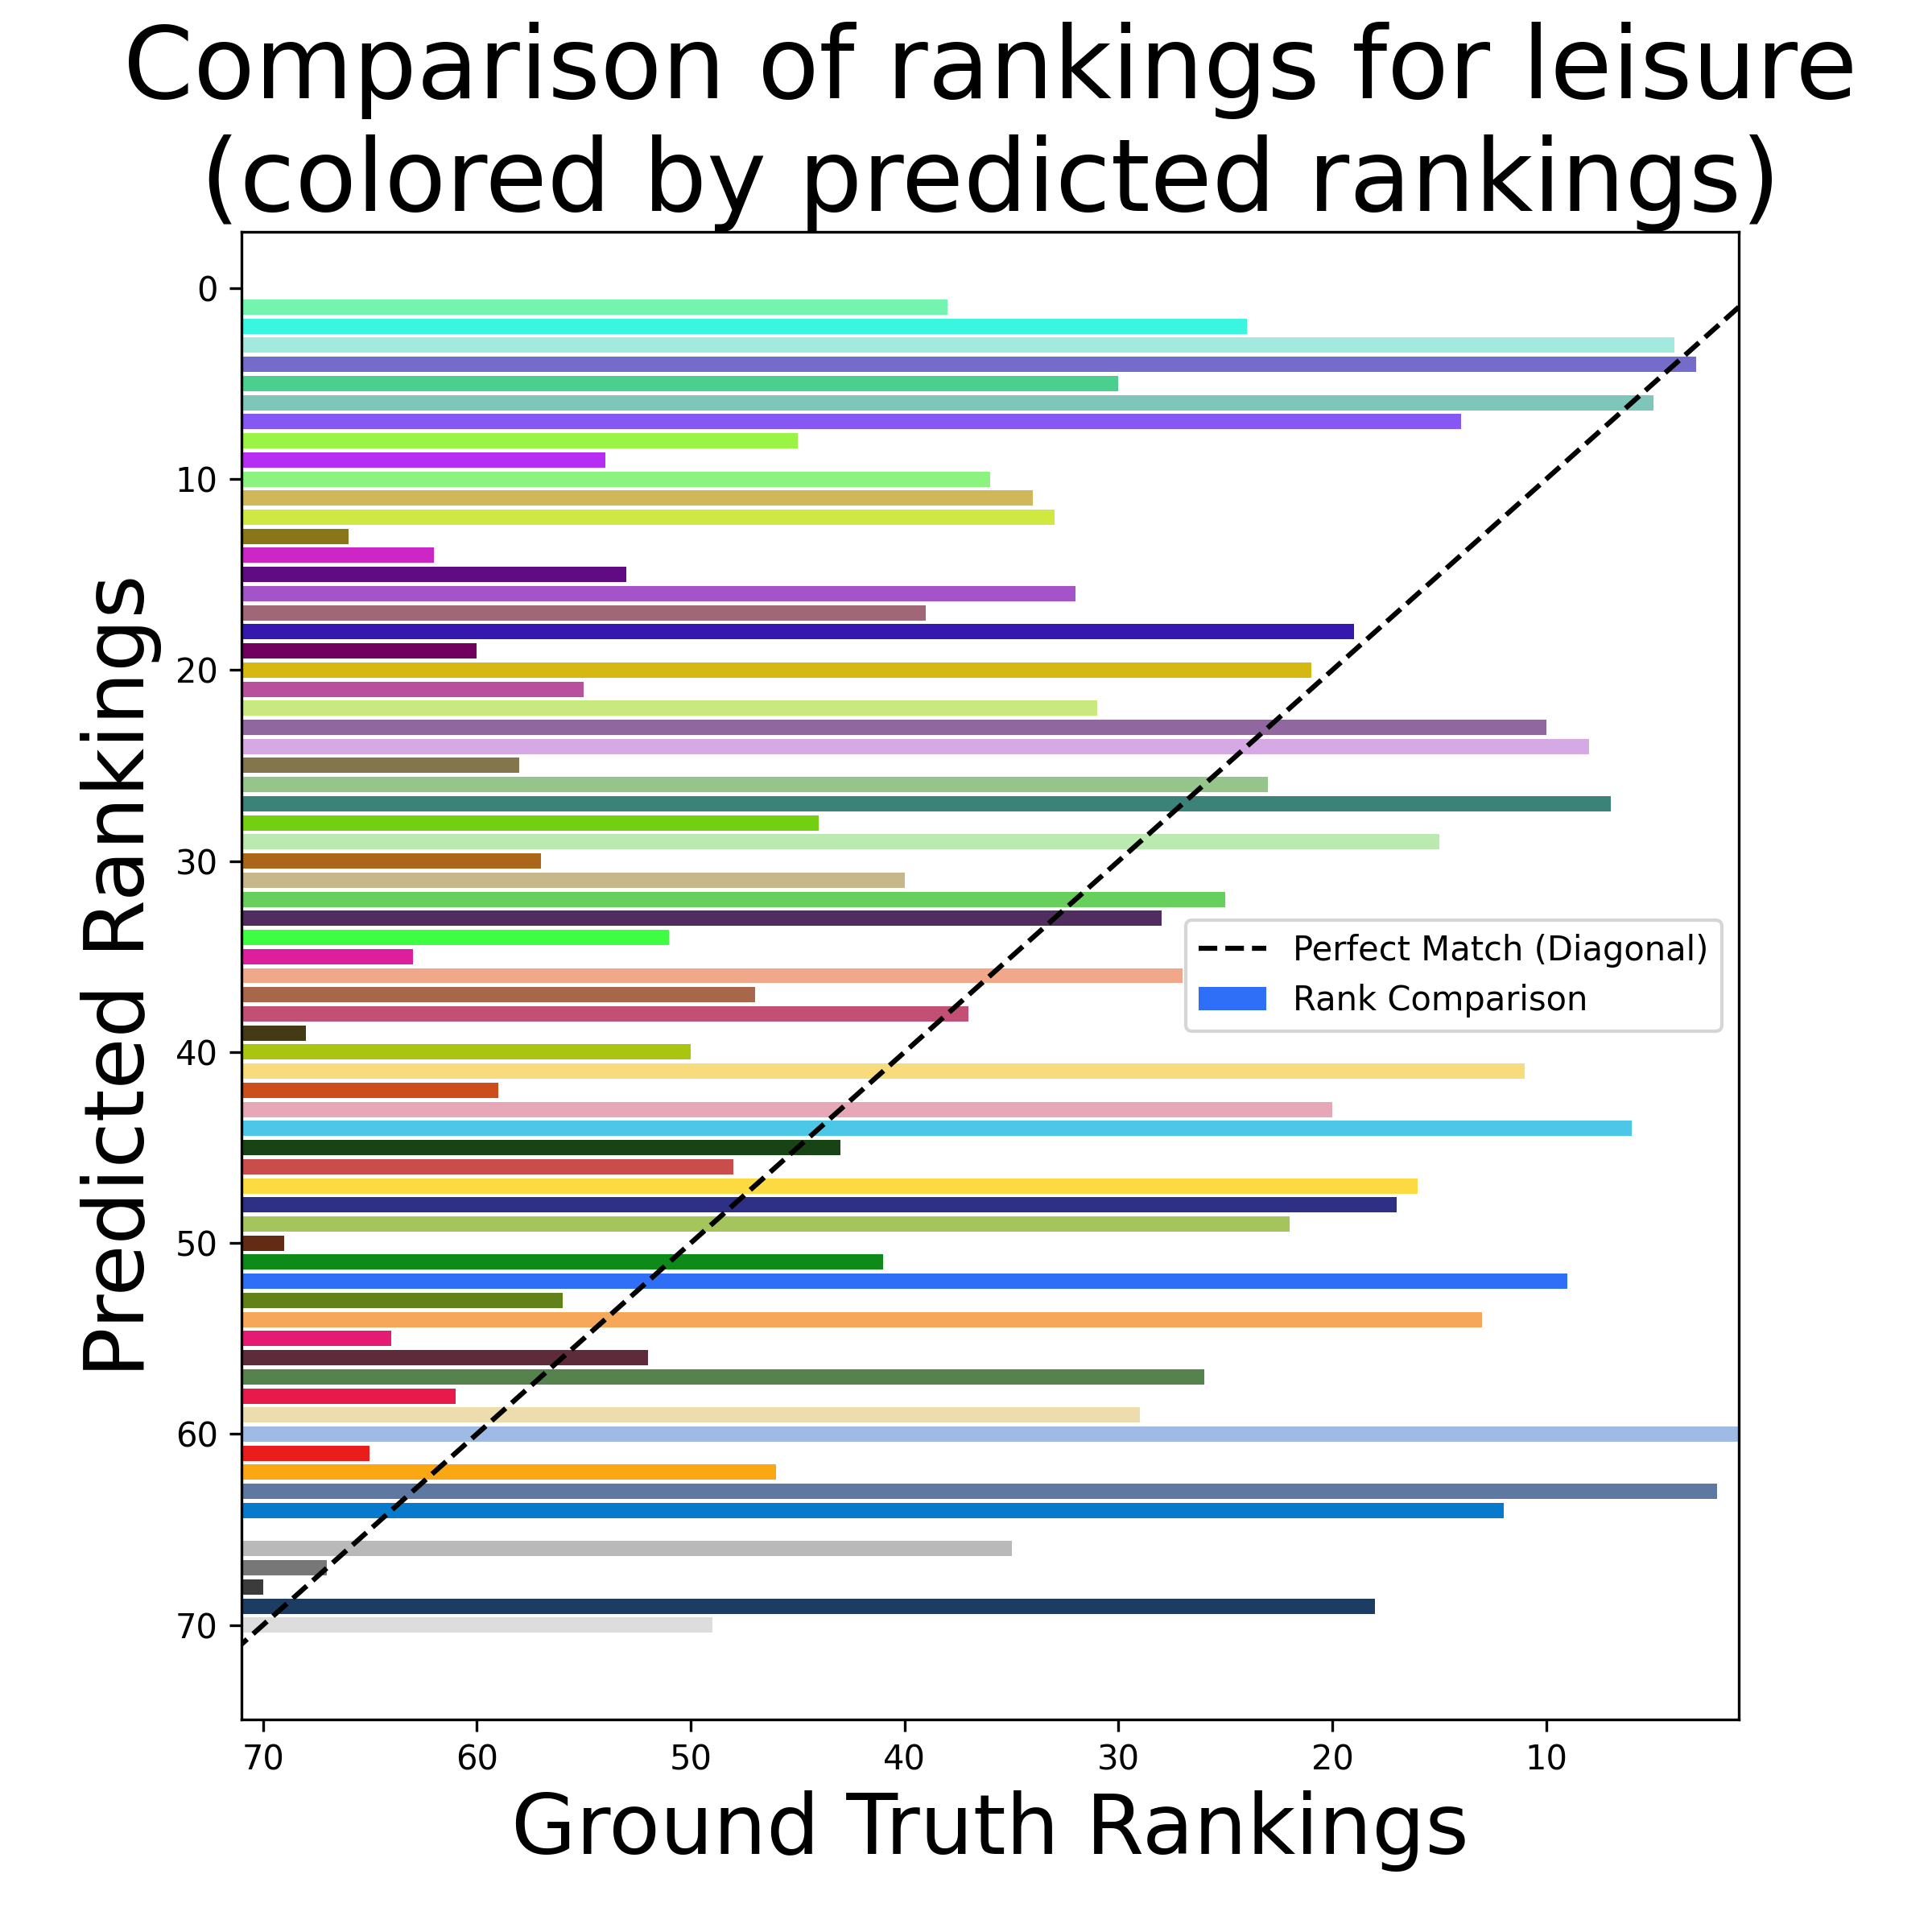 Comparison of rankings for leisure
(colored by predicted rankings)
Predicted Rankings
0
10
20
30
40
50
60
70
Perfect Match (Diagonal)
Rank Comparison
70 60 50 40 30 20 10
Ground Truth Rankings